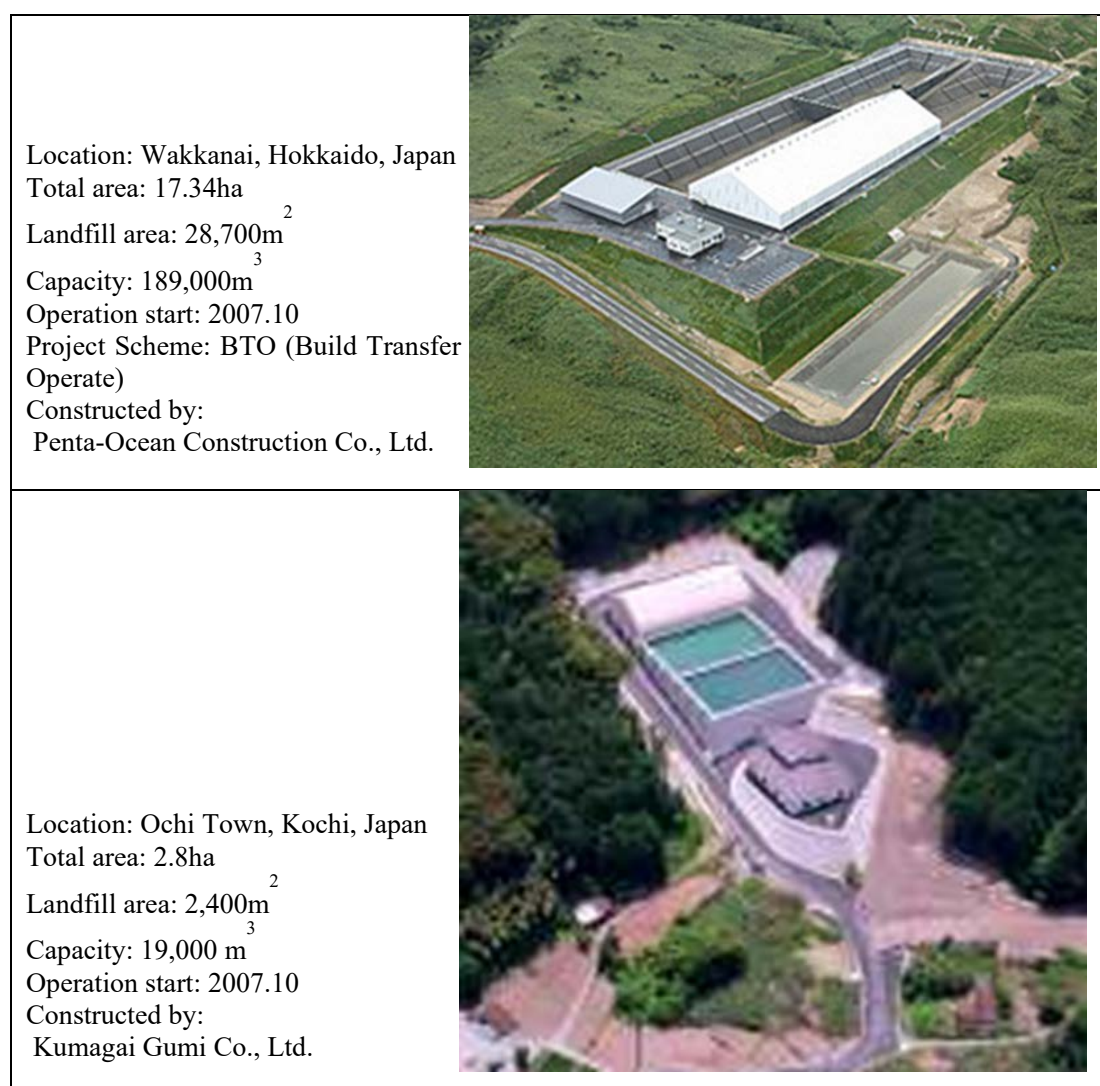 Location: Wakkanai, Hokkaido, Japan
Total area: 17.34ha
Landfill area: 28,700m²
Capacity: 189,000m³
Operation start: 2007.10
Project Scheme: BTO (Build Transfer
Operate)
Constructed by:
Penta-Ocean Construction Co., Ltd.
Location: Ochi Town, Kochi, Japan
Total area: 2.8ha
Landfill area: 2,400m²
Capacity: 19,000 m³
Operation start: 2007.10
Constructed by:
Kumagai Gumi Co., Ltd.